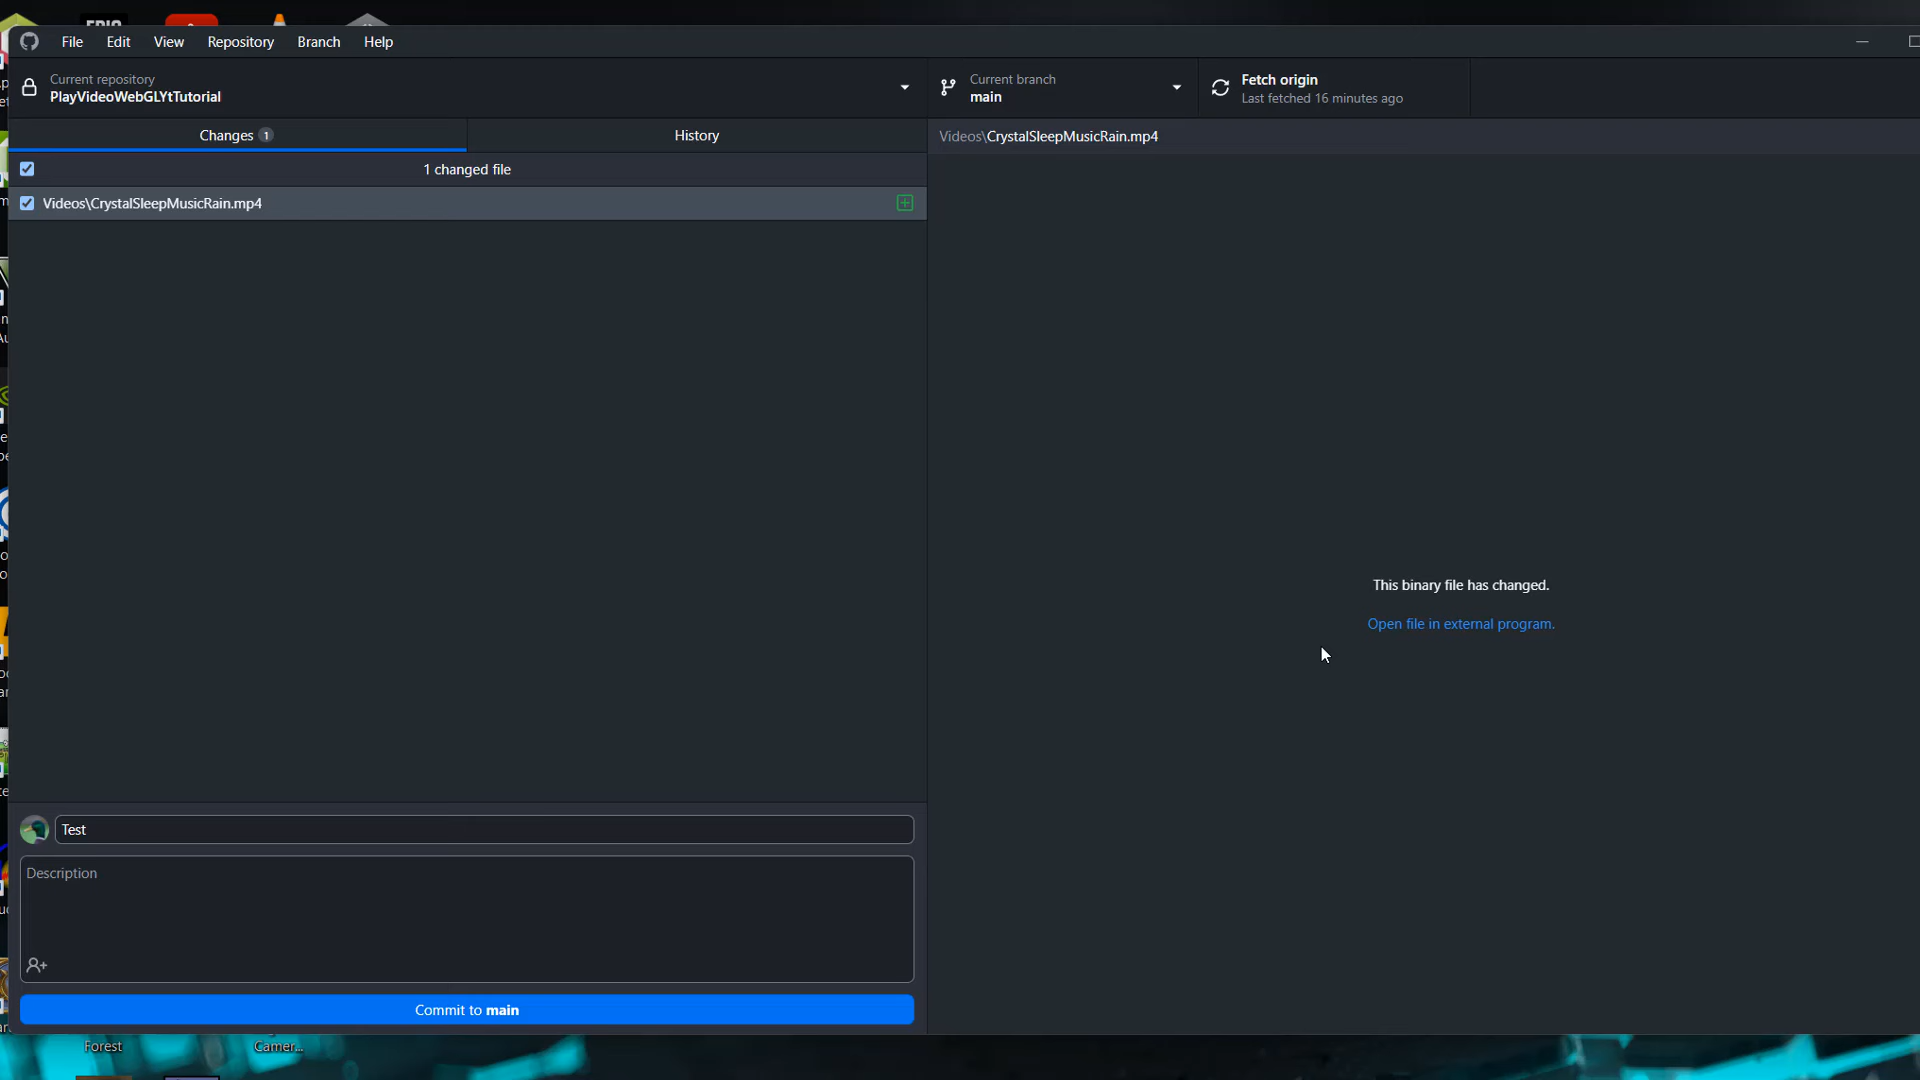 File Edit View Repository Branch Help
Current repository
PlayVideoWebGLYtTutorial
Current branch
main
Fetch origin
Last fetched 16 minutes ago
Changes 1
History
Videos\CrystalSleepMusicRain.mp4
1 changed file
Videos\CrystalSleepMusicRain.mp4
This binary file has changed.
Open file in external program.
Test
Description
Commit to main
Forest
Camer...